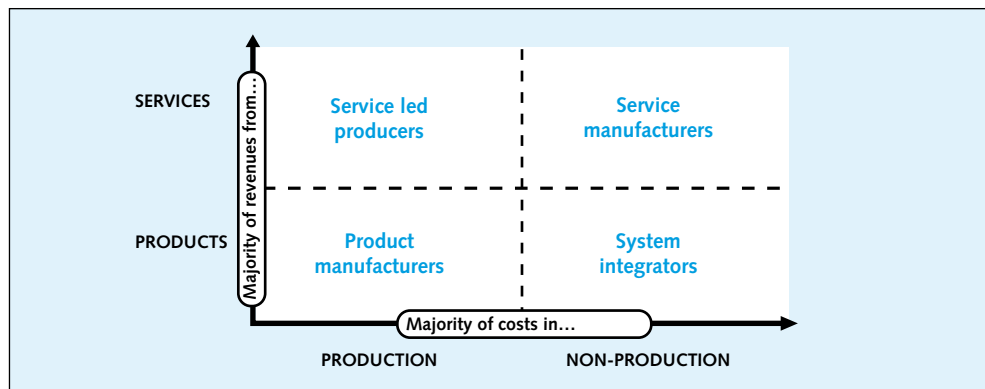 SERVICES
Majority of revenues from...
Service led
producers
Service
manufacturers
PRODUCTS
Product
manufacturers
System
integrators
Majority of costs in...
PRODUCTION
NON-PRODUCTION